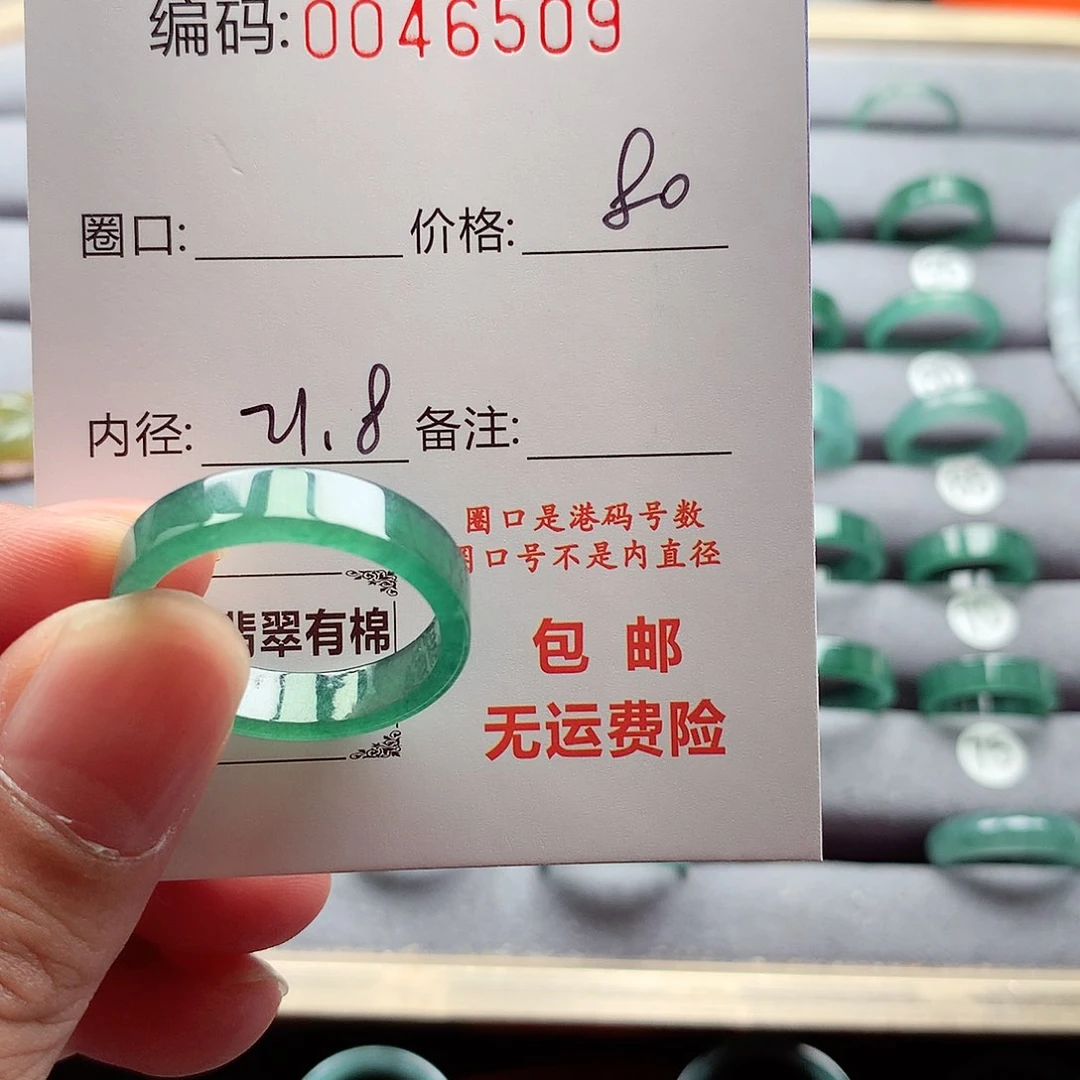 编码:0046509
圈口: 价格: 80
内径: 21.8 备注:
圈口是港码号数
口号不是内直径
翡翠有棉
包邮
无运费险